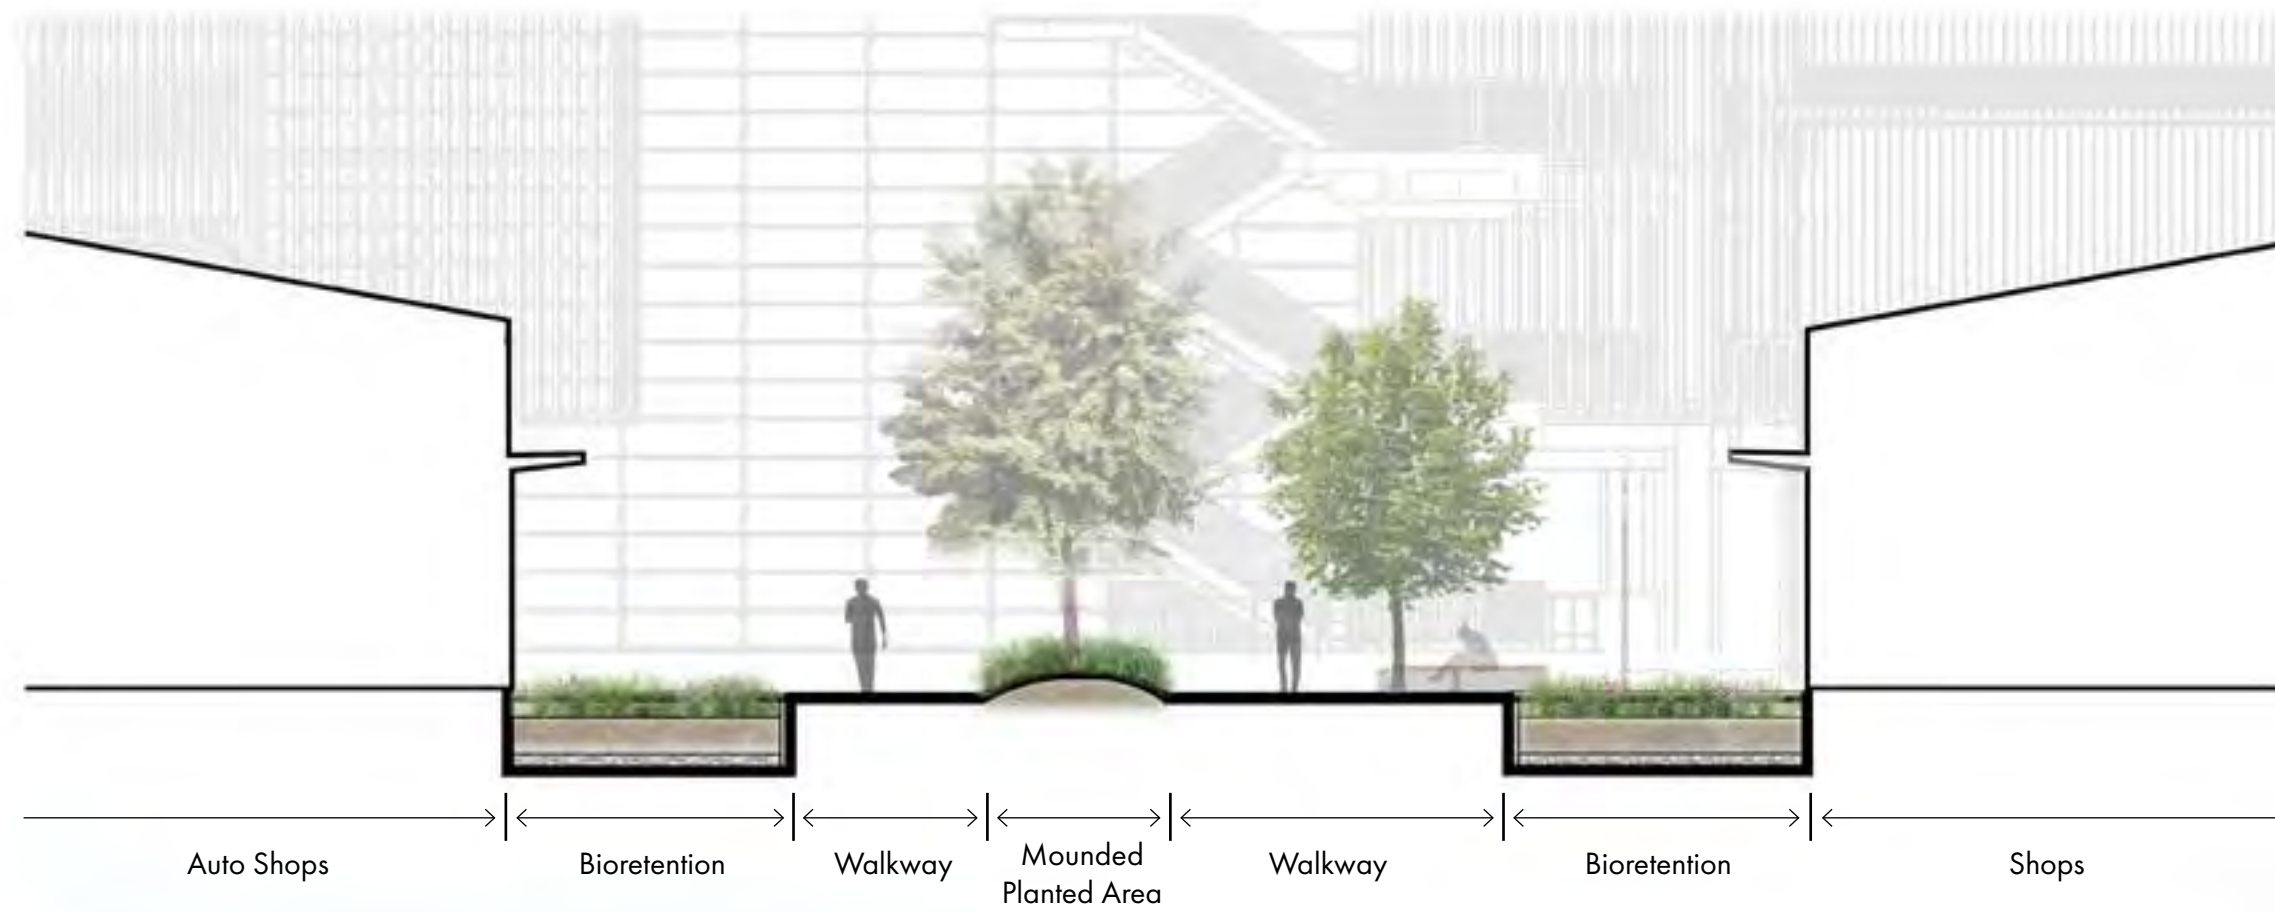 Auto Shops
Bioretention
Walkway
Mounded
Planted Area
Walkway
Bioretention
Shops